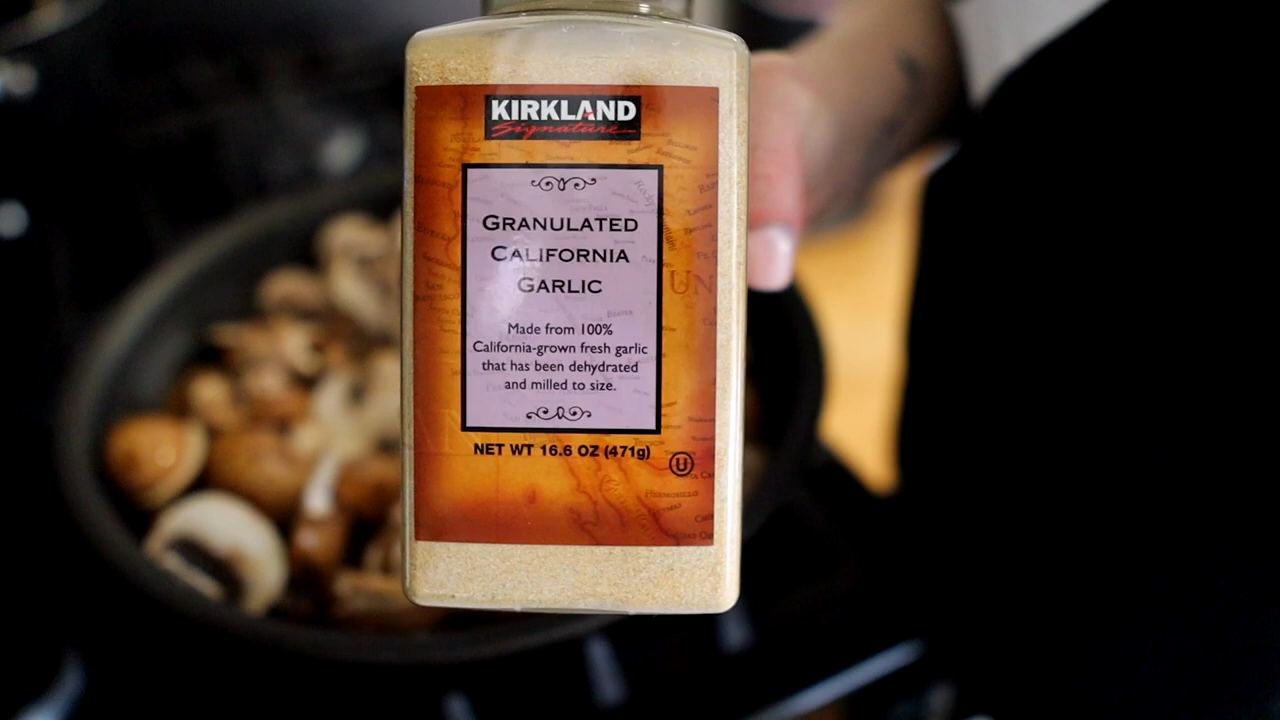 KIRKLAND
Signature
GRANULATED
CALIFORNIA
GARLIC
Made from 100%
California-grown fresh garlic
that has been dehydrated
and milled to size.
NET WT 16.6 OZ (471g)
U